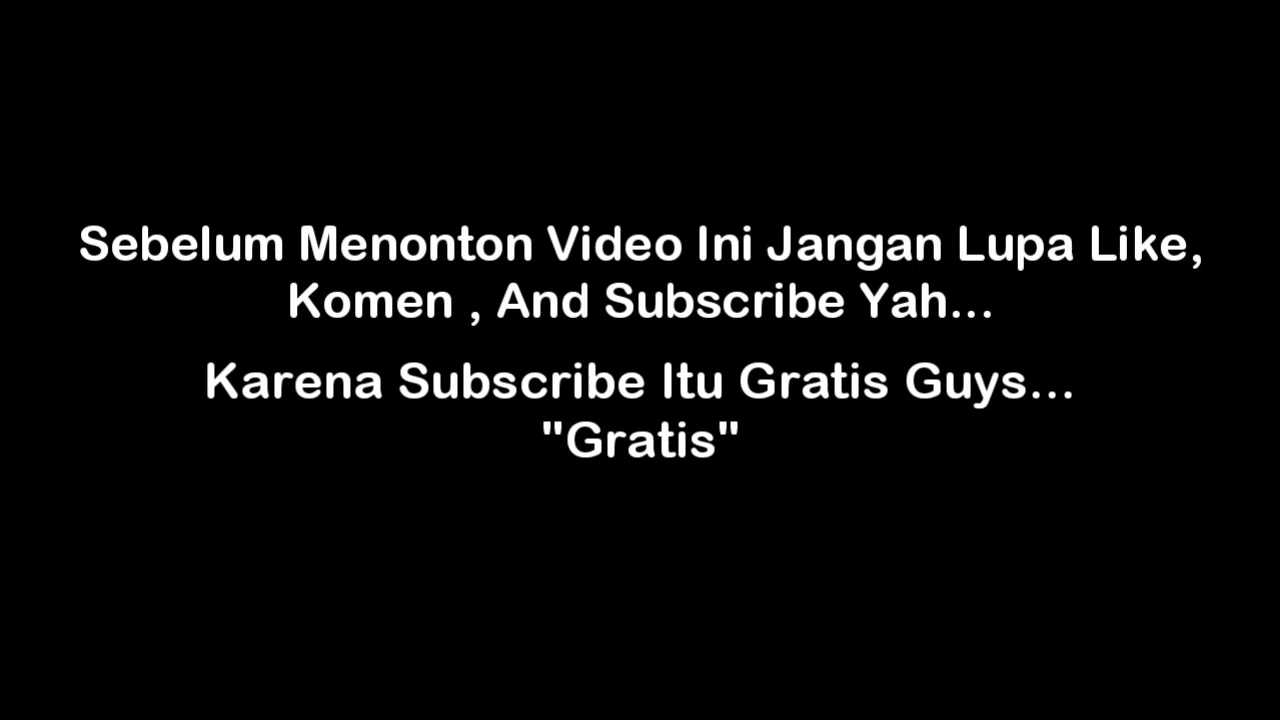 Sebelum Menonton Video Ini Jangan Lupa Like,
Komen , And Subscribe Yah...
Karena Subscribe Itu Gratis Guys...
"Gratis"